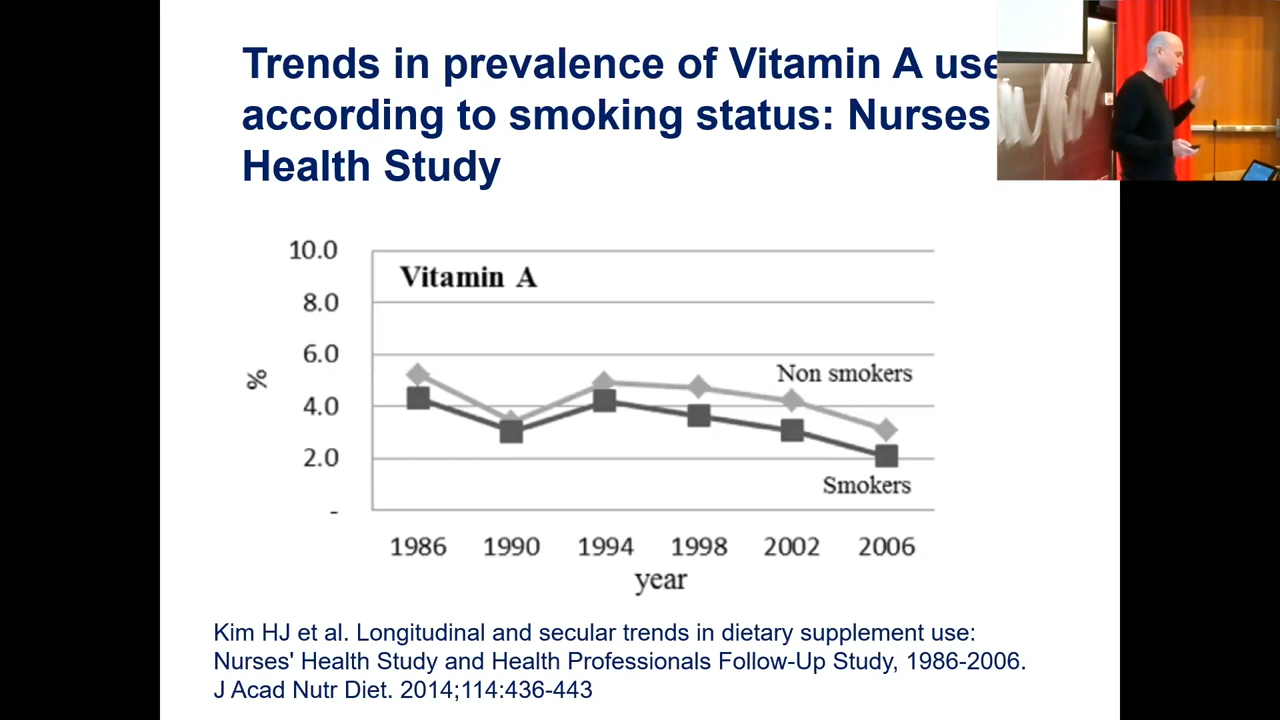 Trends in prevalence of Vitamin A use
according to smoking status: Nurses
Health Study
10.0
Vitamin A
8.0
6.0
%
Non smokers
4.0
2.0
Smokers
-
1986 1990 1994 1998 2002 2006
year
Kim HJ et al. Longitudinal and secular trends in dietary supplement use:
Nurses' Health Study and Health Professionals Follow-Up Study, 1986-2006.
J Acad Nutr Diet. 2014;114:436-443